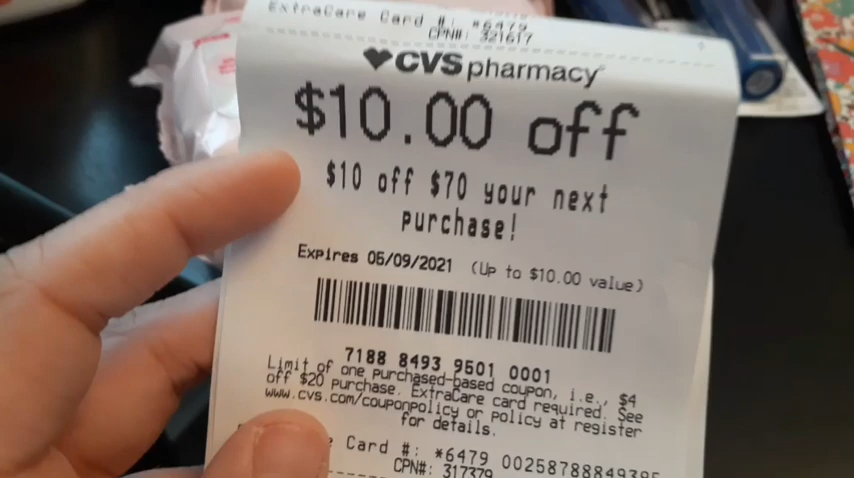 ExtraCare Card #: *6479
CPN#: 321617
CVS pharmacy
$10.00 off
$10 off $70 your next
purchase!
Expires 05/09/2021 (Up to $10.00 value)
7188 8493 9501 0001
Limit of one purchased-based coupon, i.e., $4
off $20 purchase. ExtraCare card required. See
www.cvs.com/couponpolicy or policy at register
for details.
Card #: *6479
CPN#: 317379